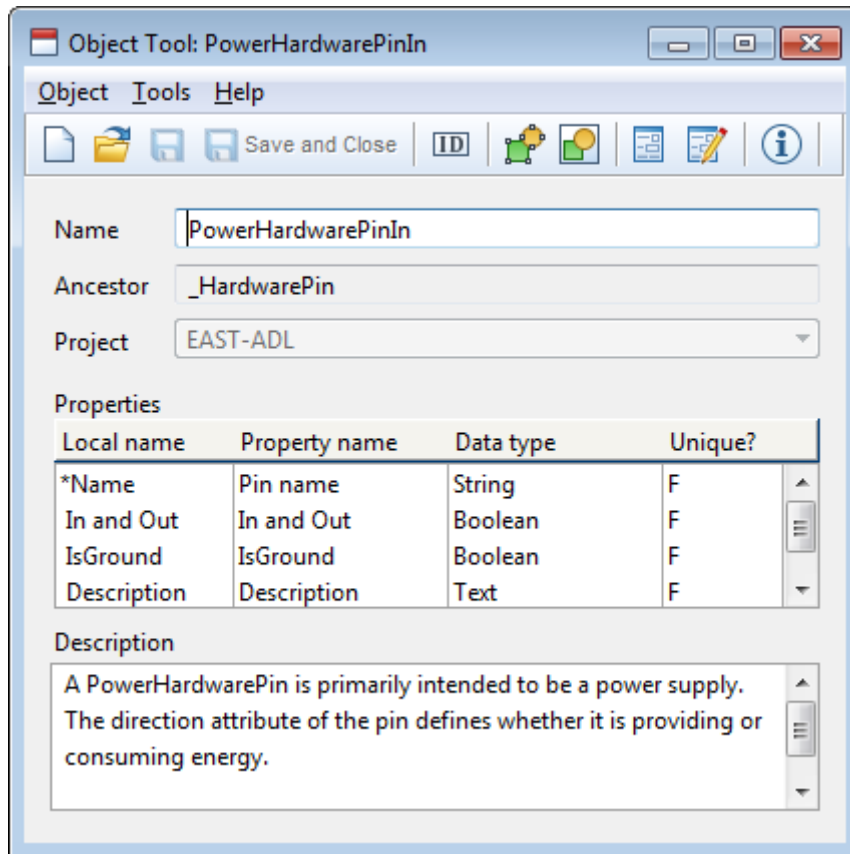 Object Tool: PowerHardwarePinIn
Object Tools Help
Save and Close ID
Name PowerHardwarePinIn
Ancestor _HardwarePin
Project EAST-ADL
Properties
Local name Property name Data type Unique?
*Name Pin name String F
In and Out In and Out Boolean F
IsGround IsGround Boolean F
Description Description Text F
Description
A PowerHardwarePin is primarily intended to be a power supply.
The direction attribute of the pin defines whether it is providing or
consuming energy.